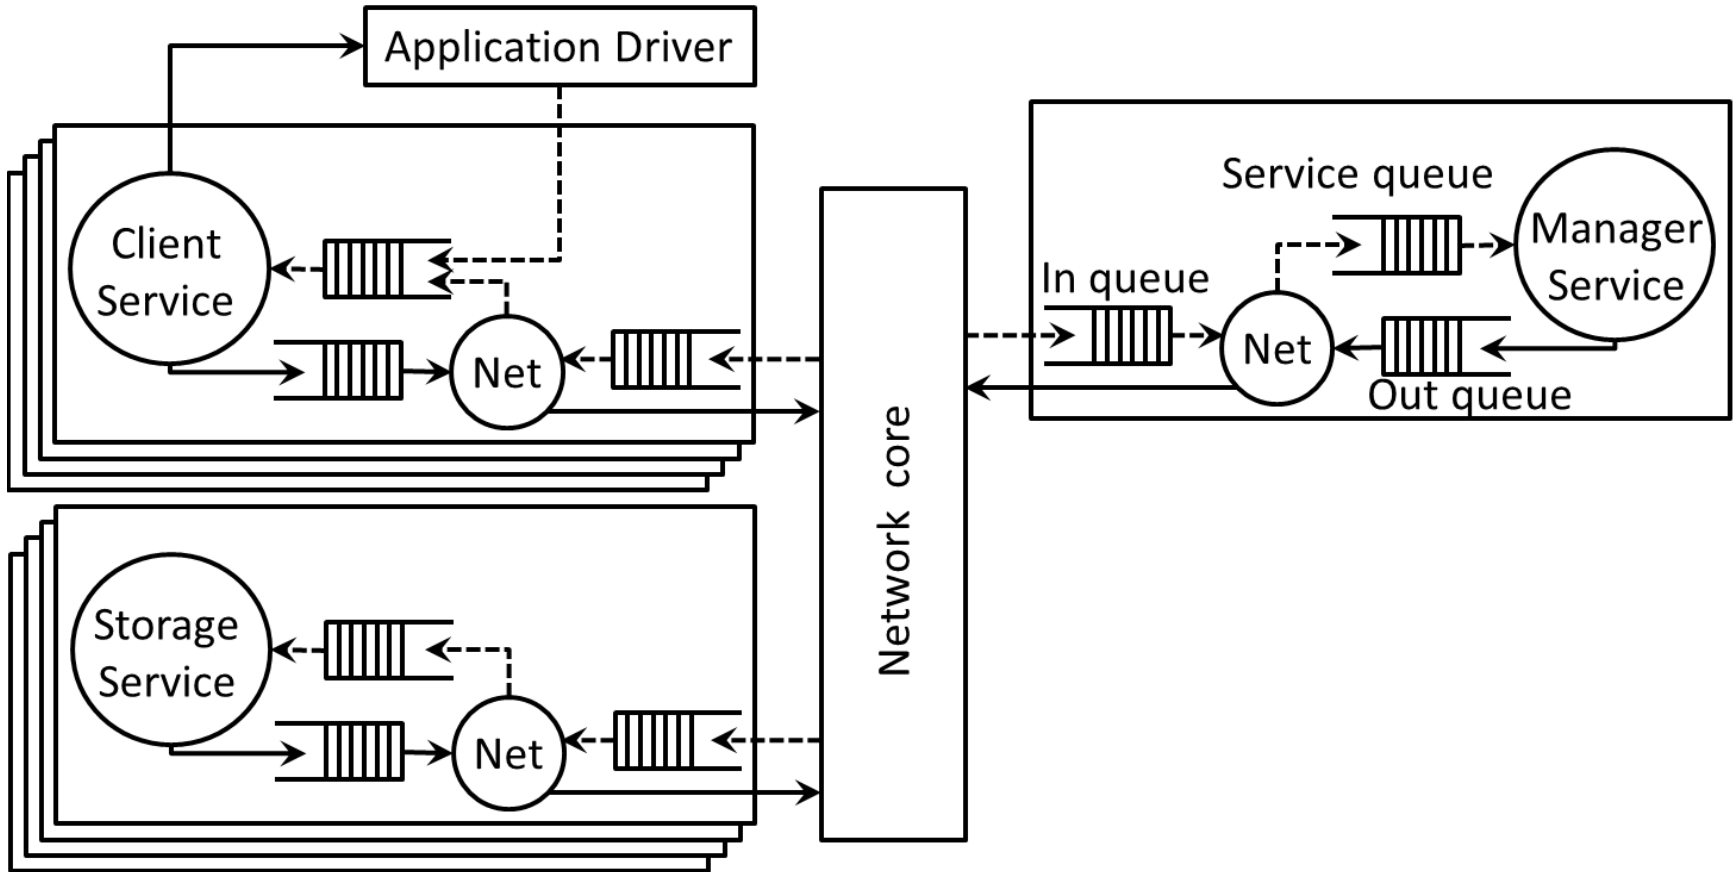 Application Driver
Client
Service
Net
Storage
Service
Net
Network core
Service queue
Manager
Service
In queue
Net
Out queue